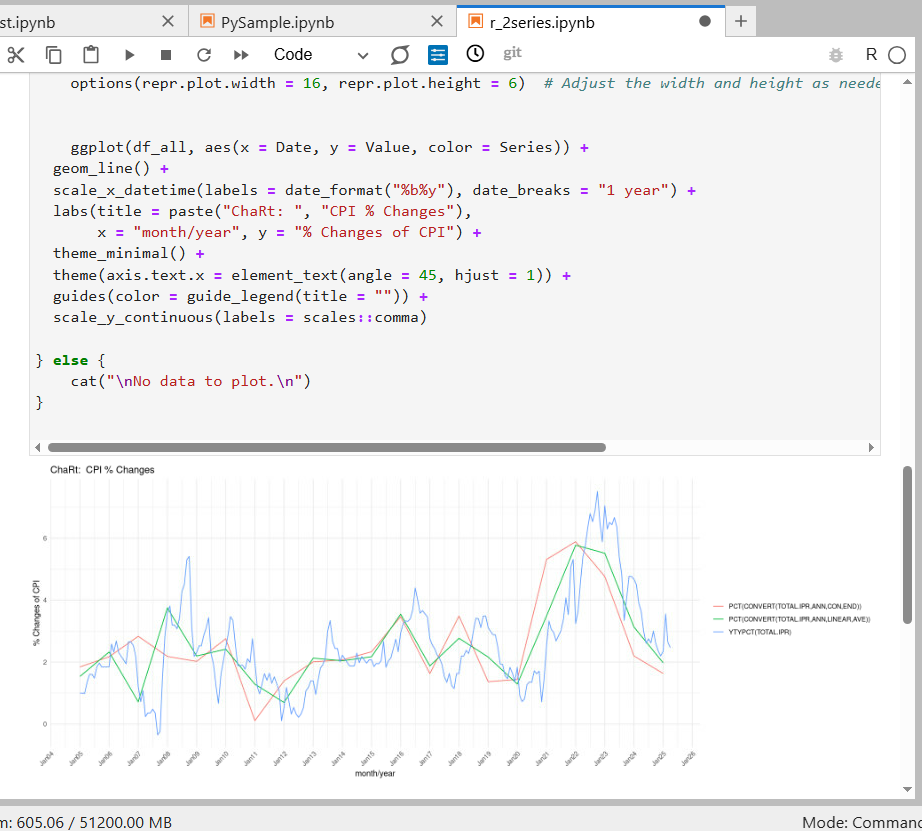 st.ipynb
PySample.ipynb
r_2series.ipynb
Code
git
R
options(repr.plot.width = 16, repr.plot.height = 6)  # Adjust the width and height as neede
ggplot(df_all, aes(x = Date, y = Value, color = Series)) +
geom_line() +
scale_x_datetime(labels = date_format("%b%y"), date_breaks = "1 year") +
labs(title = paste("ChaRt: ", "CPI % Changes"),
x = "month/year", y = "% Changes of CPI") +
theme_minimal() +
theme(axis.text.x = element_text(angle = 45, hjust = 1)) +
guides(color = guide_legend(title = "")) +
scale_y_continuous(labels = scales::comma)
} else {
cat("\nNo data to plot.\n")
}
ChaRt:  CPI % Changes
% Changes of CPI
6
4
2
0
Jan04
Jan05
Jan06
Jan07
Jan08
Jan09
Jan10
Jan11
Jan12
Jan13
Jan14
Jan15
Jan16
Jan17
Jan18
Jan19
Jan20
Jan21
Jan22
Jan23
Jan24
Jan25
Jan26
month/year
PCT(CONVERT(TOTAL.IPR,ANN,CON,END))
PCT(CONVERT(TOTAL.IPR,ANN,LINEAR,AVE))
YTYPCT(TOTAL.IPR)
m: 605.06 / 51200.00 MB
Mode: Command